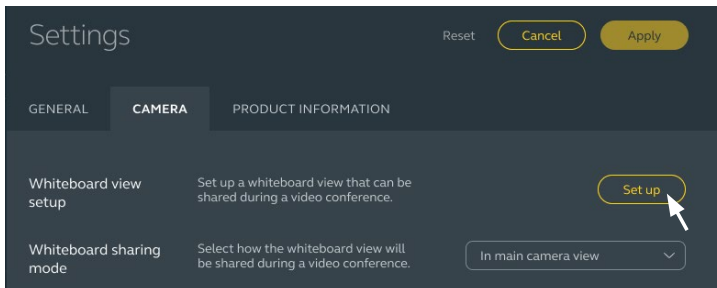 Settings
Reset
Cancel
Apply
GENERAL
CAMERA
PRODUCT INFORMATION
Whiteboard view
setup
Set up a whiteboard view that can be
shared during a video conference.
Set up
Whiteboard sharing
mode
Select how the whiteboard view will
be shared during a video conference.
In main camera view